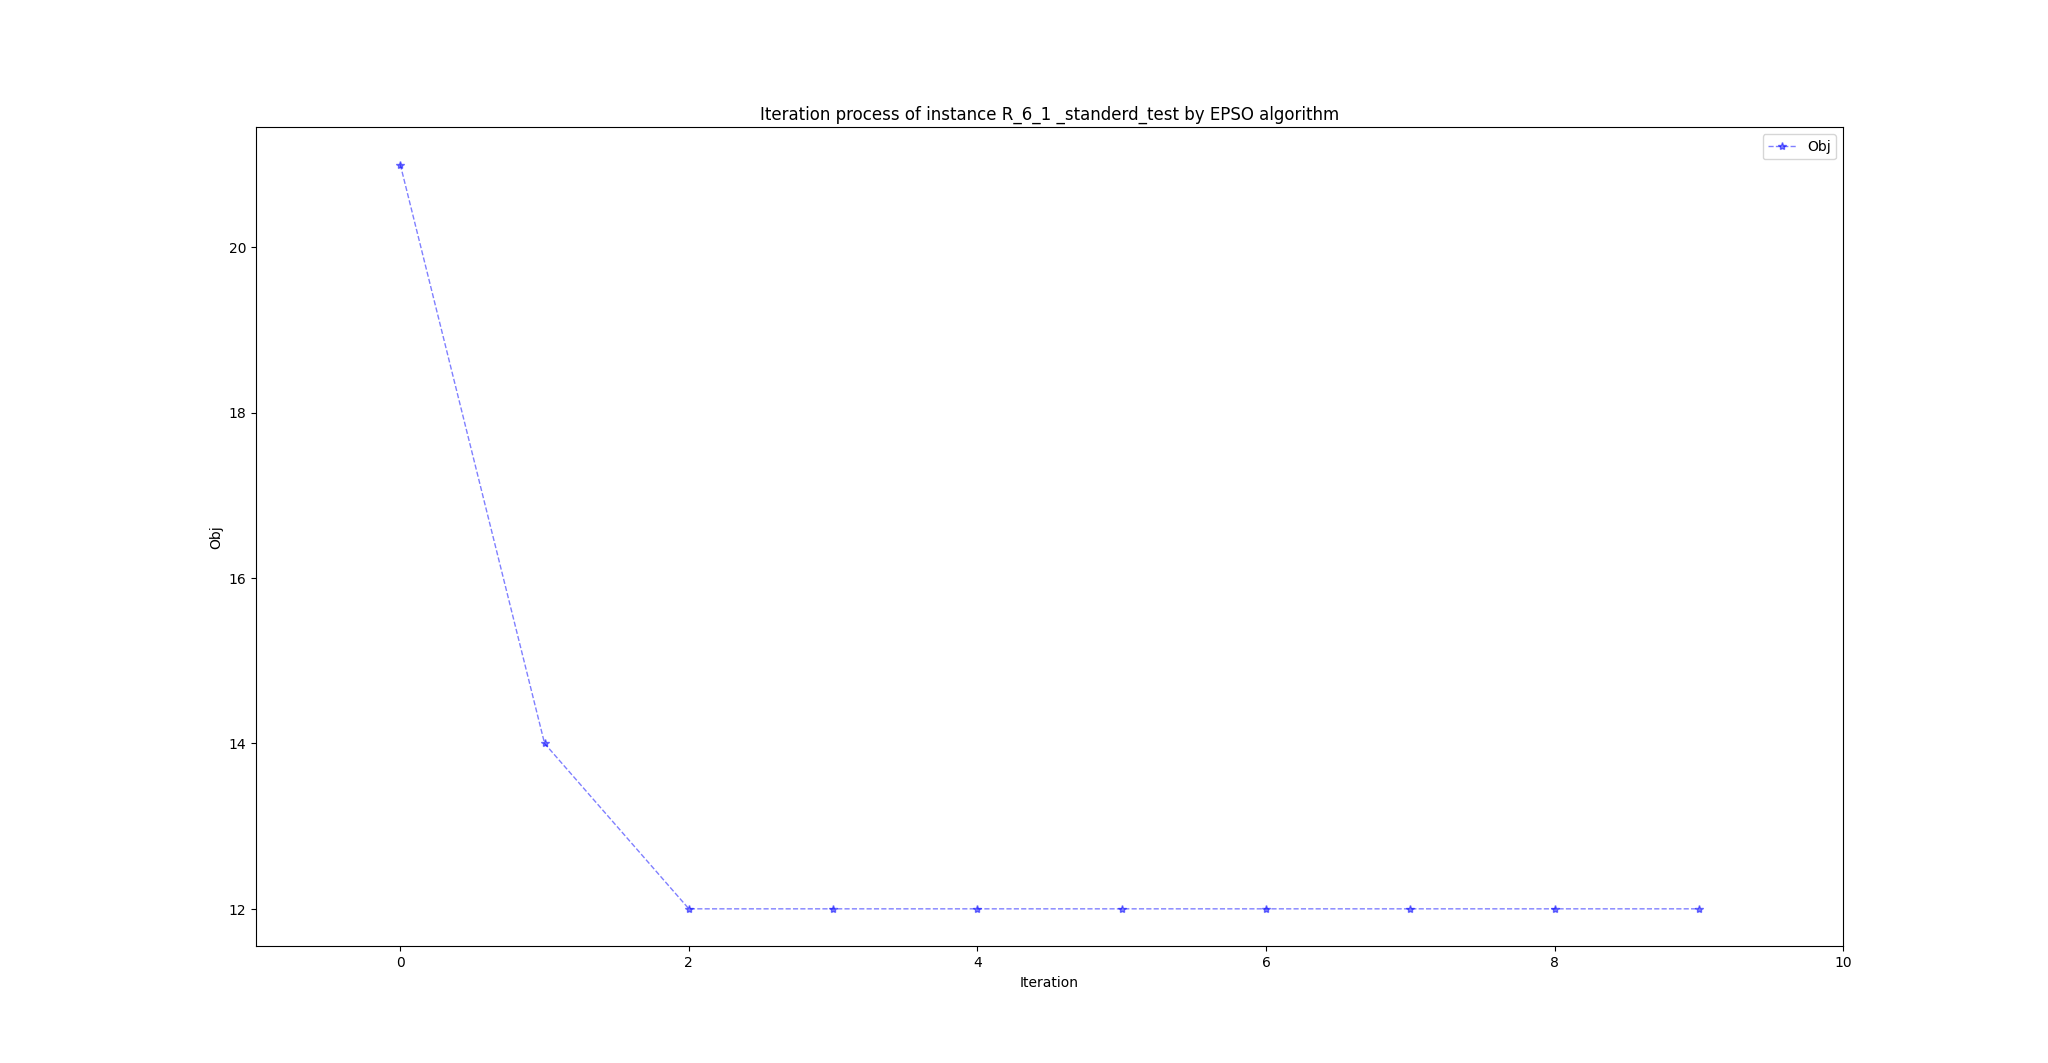 Iteration process of instance R_6_1 _standerd_test by EPSO algorithm
Obj
20
18
16
14
12
Obj
0 2 4 6 8 10
Iteration